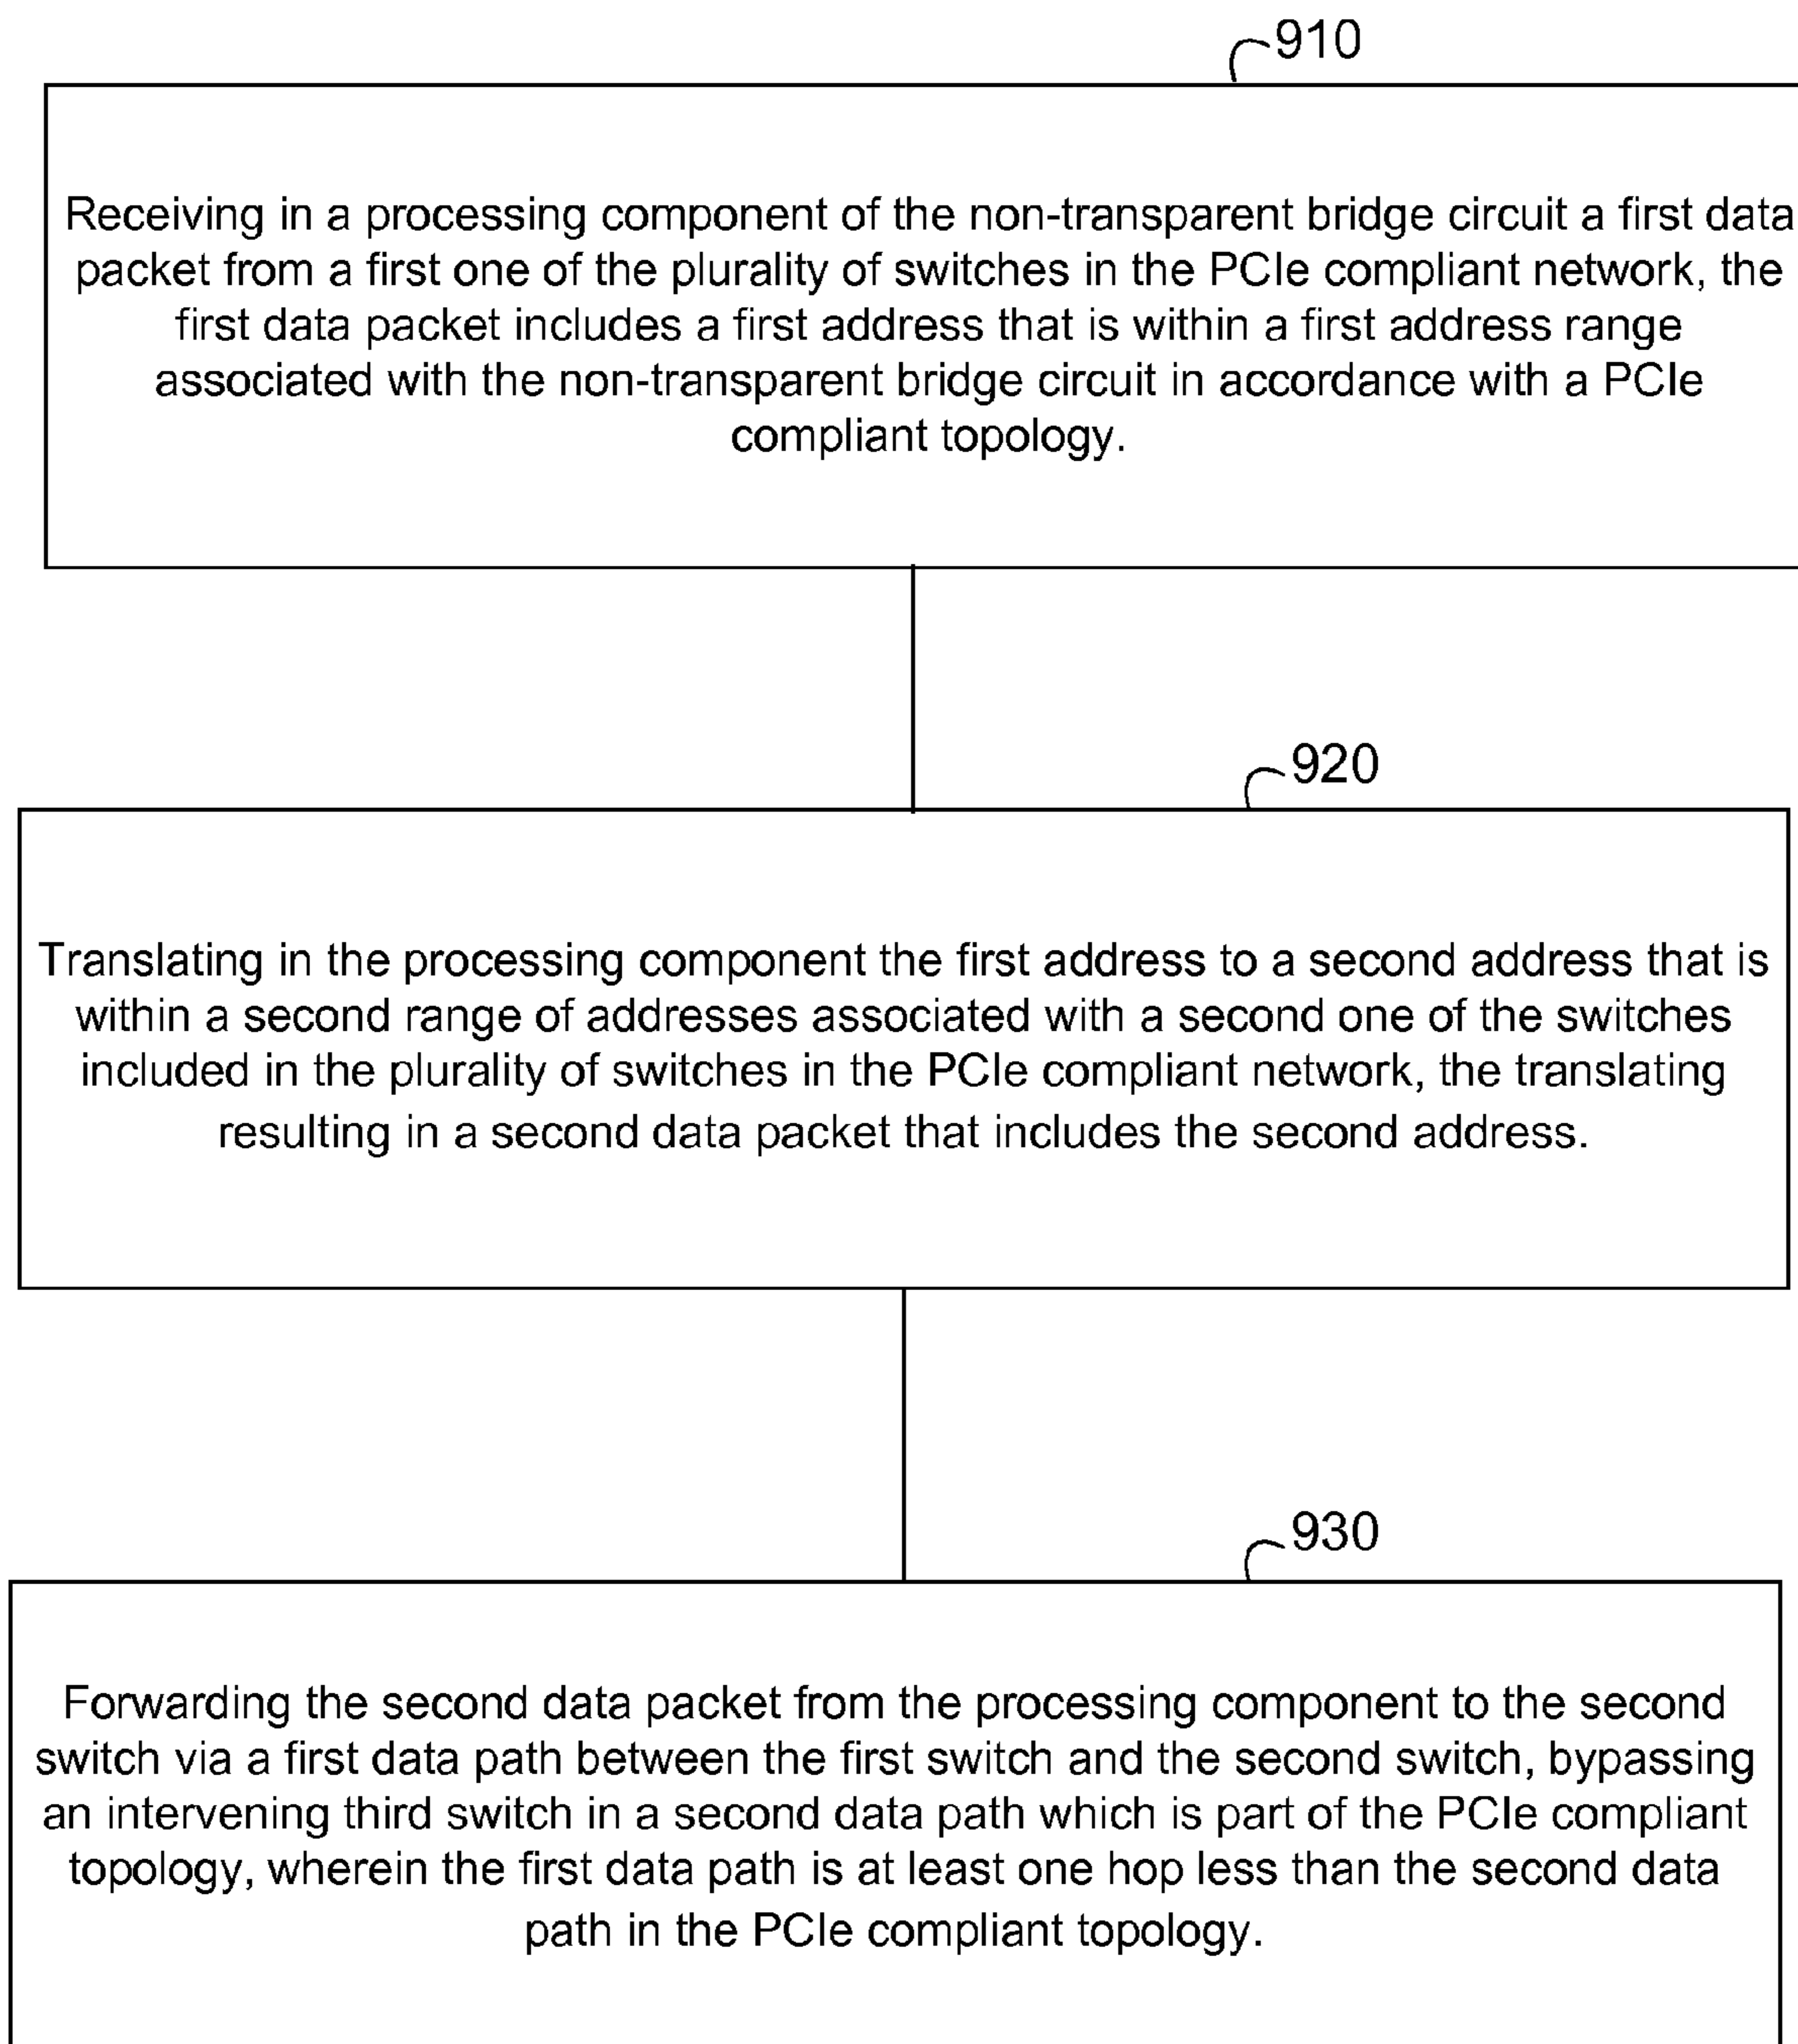 910
Receiving in a processing component of the non-transparent bridge circuit a first data
packet from a first one of the plurality of switches in the PCIe compliant network, the
first data packet includes a first address that is within a first address range
associated with the non-transparent bridge circuit in accordance with a PCIe
compliant topology.
920
Translating in the processing component the first address to a second address that is
within a second range of addresses associated with a second one of the switches
included in the plurality of switches in the PCIe compliant network, the translating
resulting in a second data packet that includes the second address.
930
Forwarding the second data packet from the processing component to the second
switch via a first data path between the first switch and the second switch, bypassing
an intervening third switch in a second data path which is part of the PCIe compliant
topology, wherein the first data path is at least one hop less than the second data
path in the PCIe compliant topology.